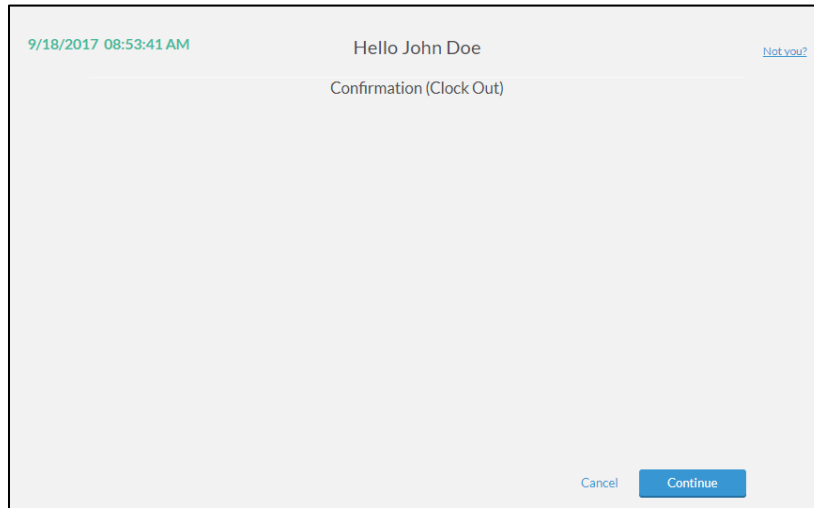 9/18/2017 08:53:41 AM
Hello John Doe
Not you?
Confirmation (Clock Out)
Cancel
Continue